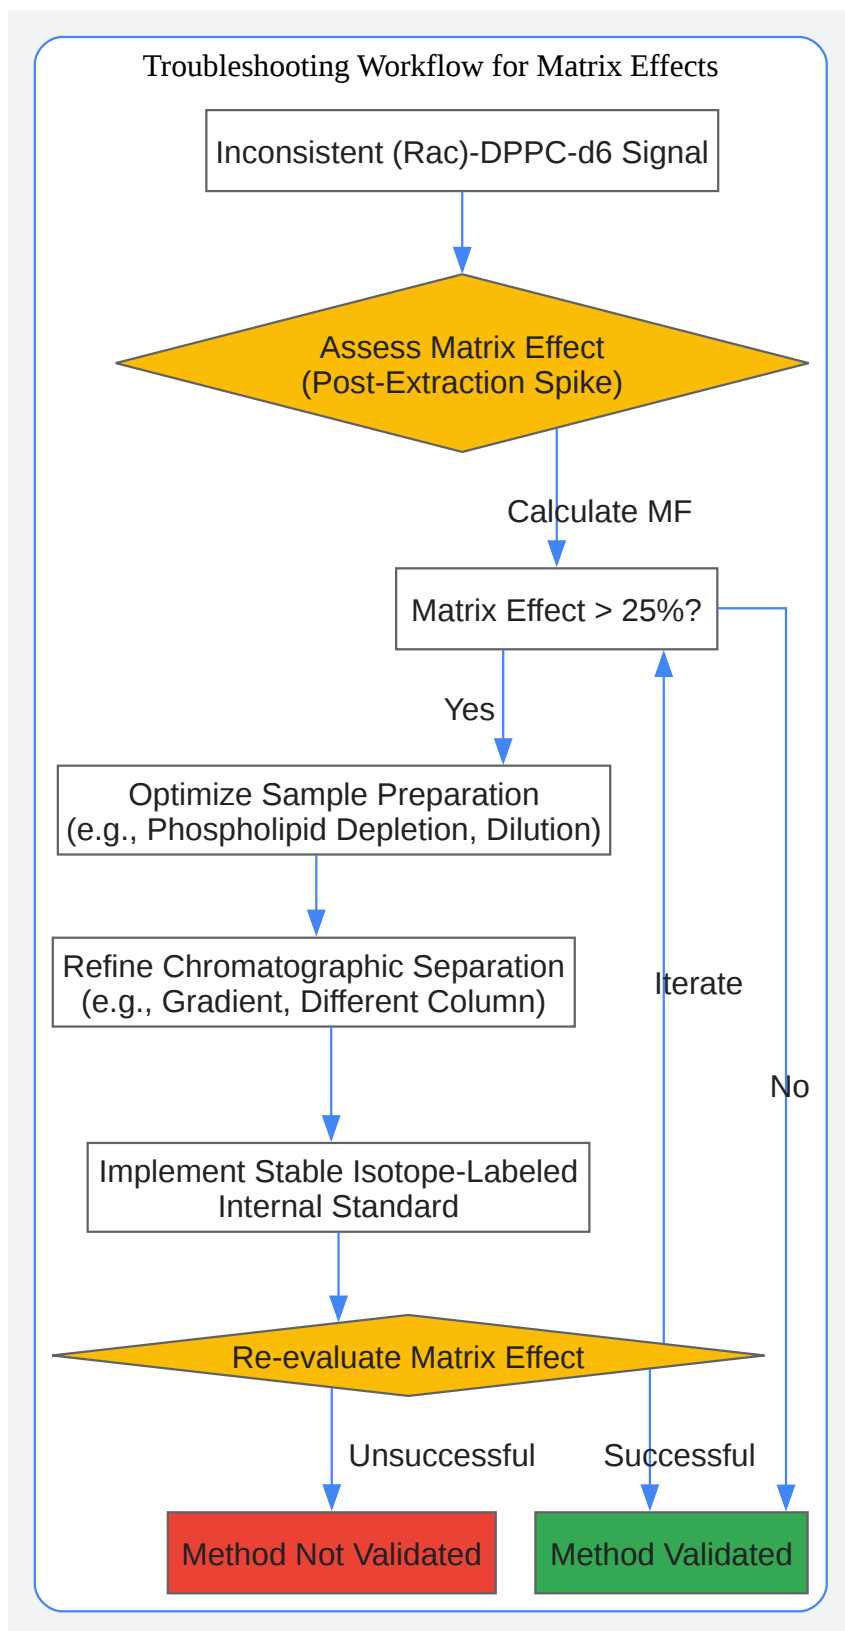 Troubleshooting Workflow for Matrix Effects
Inconsistent (Rac)-DPPC-d6 Signal
Assess Matrix Effect
(Post-Extraction Spike)
Calculate MF
Matrix Effect > 25%?
Yes
Optimize Sample Preparation
(e.g., Phospholipid Depletion, Dilution)
Refine Chromatographic Separation
(e.g., Gradient, Different Column)
Iterate
No
Implement Stable Isotope-Labeled
Internal Standard
Re-evaluate Matrix Effect
Unsuccessful
Successful
Method Not Validated
Method Validated